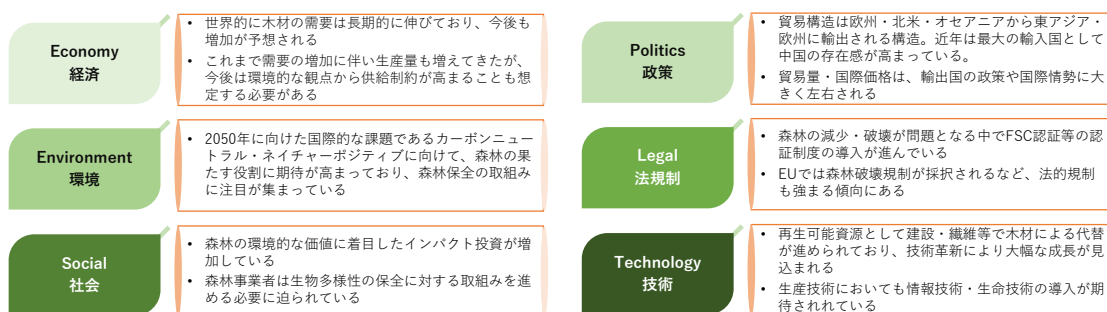 Economy
経済
• 世界的に木材の需要は長期的に伸びており、今後も
増加が予想される
• これまで需要の増加に伴い生産量も増えてきたが、
今後は環境的な観点から供給制約が高まることも想
定する必要がある
Politics
政策
• 貿易構造は欧州・北米・オセアニアから東アジア・
欧州に輸出される構造。近年は最大の輸入国として
中国の存在感が高まっている。
• 貿易量・国際価格は、輸出国の政策や国際情勢に大
きく左右される
Environment
環境
• 2050年に向けた国際的な課題であるカーボンニュー
トラル・ネイチャーポジティブに向けて、森林の果
たす役割に期待が高まっており、森林保全の取組み
に注目が集まっている
Legal
法規制
• 森林の減少・破壊が問題となる中でFSC認証等の認
証制度の導入が進んでいる
• EUでは森林破壊規制が採択されるなど、法的規制
も強まる傾向にある
Social
社会
• 森林の環境的な価値に着目したインパクト投資が増
加している
• 森林事業者は生物多様性の保全に対する取組みを進
める必要に迫られている
Technology
技術
• 再生可能資源として建設・繊維等で木材による代替
が進められており、技術革新により大幅な成長が見
込まれる
• 生産技術においても情報技術・生命技術の導入が期
待されれている